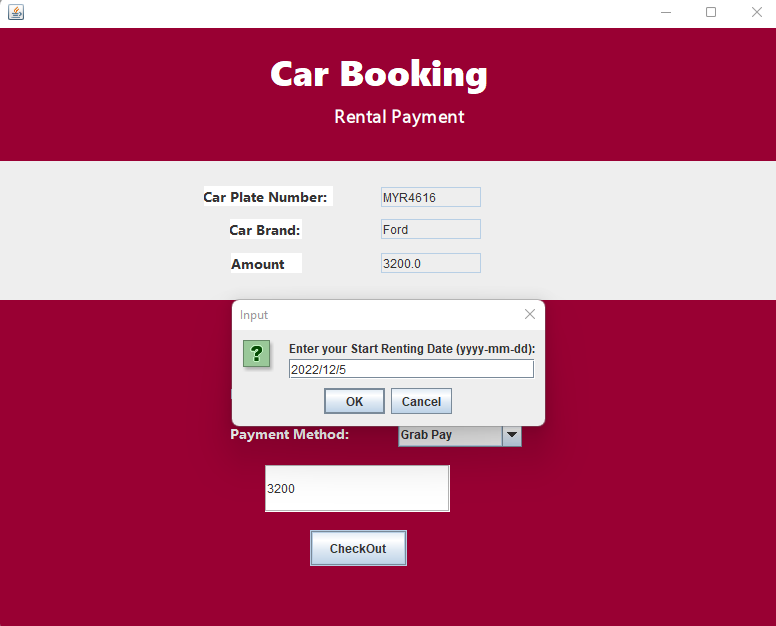 Car Booking
Rental Payment
Car Plate Number: MYR4616
Car Brand: Ford
Amount 3200.0
Input
? Enter your Start Renting Date (yyyy-mm-dd):
2022/12/5
OK Cancel
Payment Method: Grab Pay
3200
CheckOut